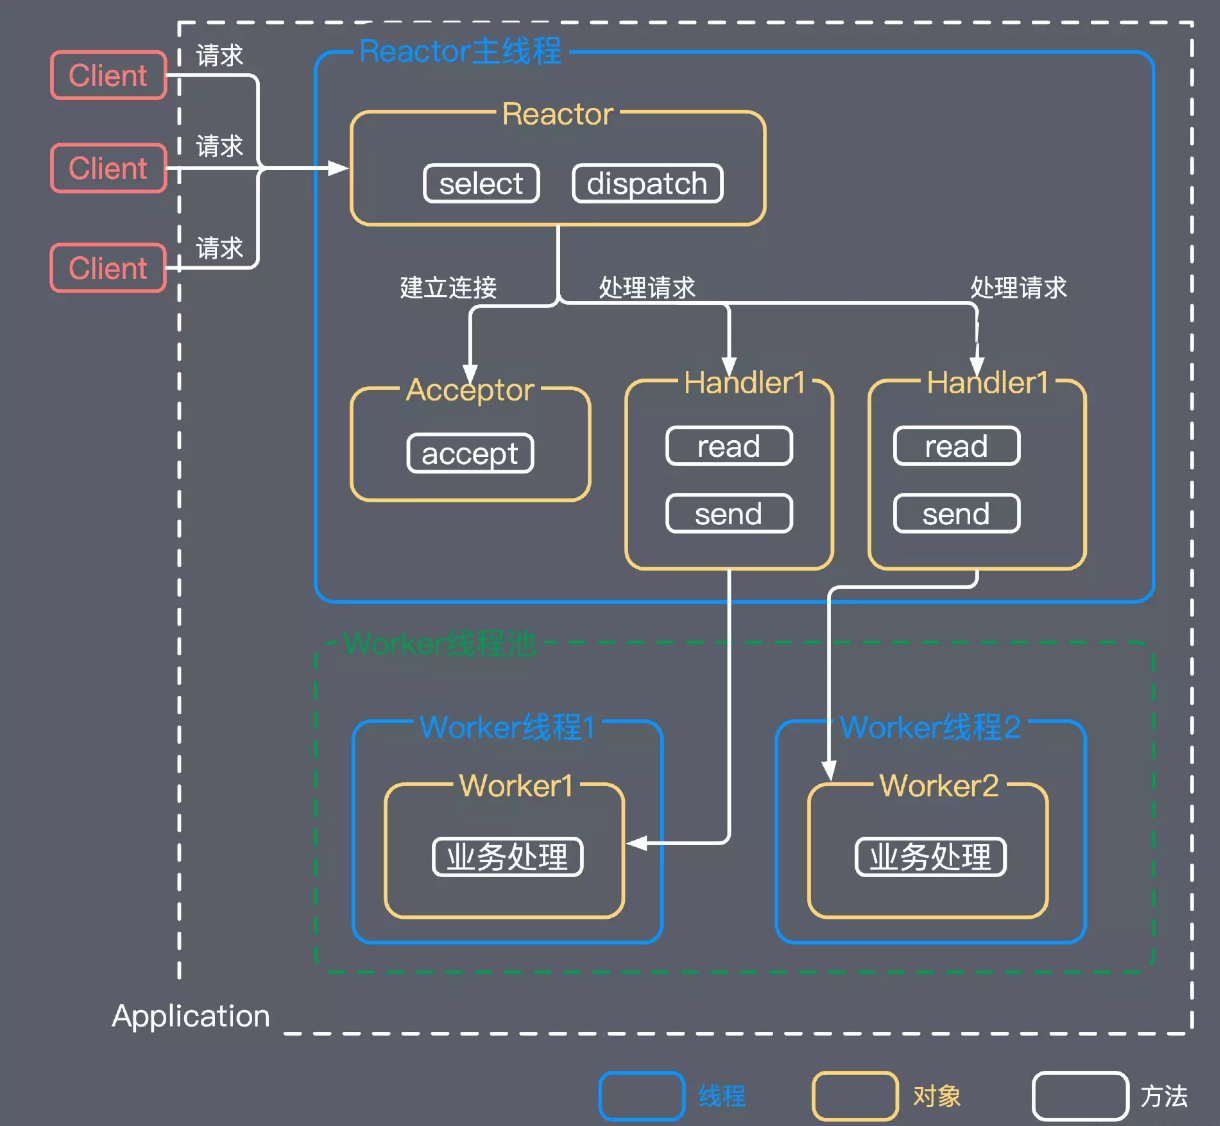 Reactor主线程
请求
Client
Reactor
请求
Client
select
dispatch
请求
Client
建立连接
处理请求
处理请求
Acceptor
Handler1
Handler1
accept
read
read
send
send
Worker线程池
Worker线程1
Worker线程2
Worker1
Worker2
业务处理
业务处理
Application
线程
对象
方法